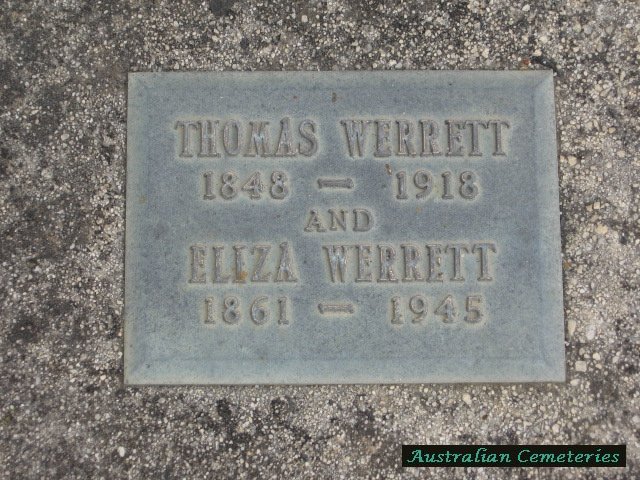 THOMAS WERRETT
1848 – 1918
AND
ELIZA WERRETT
1861 – 1945
Australian Cemeteries